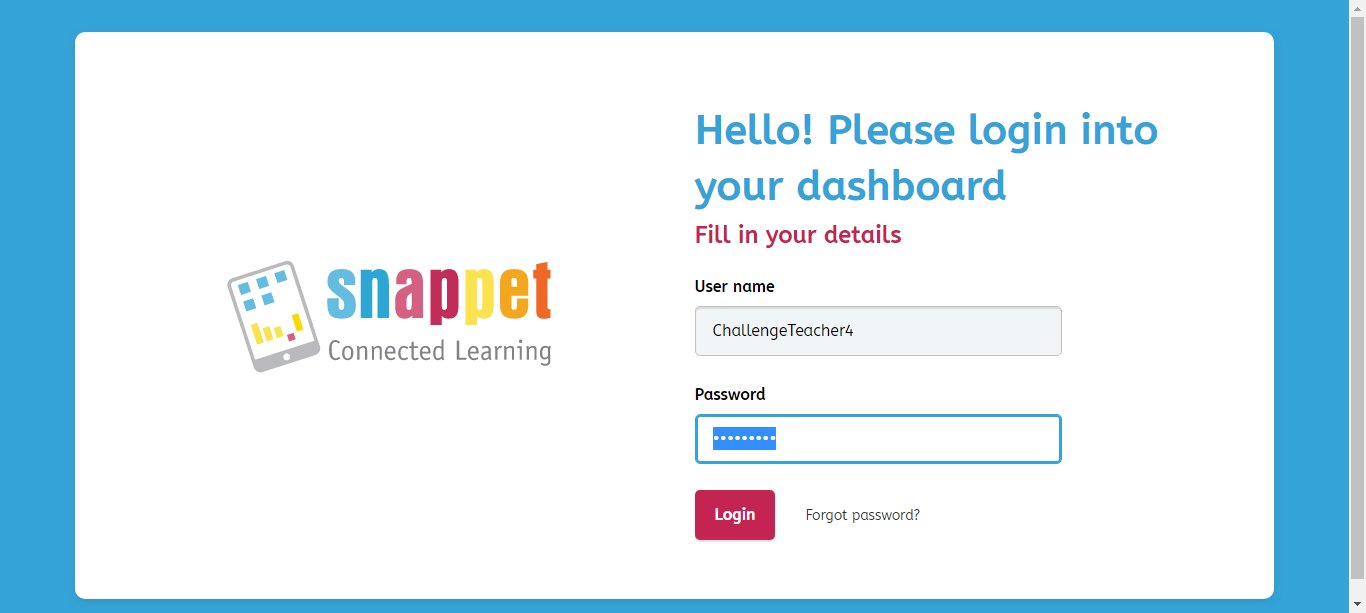 Hello! Please login into
your dashboard
Fill in your details
snappet
Connected Learning
User name
ChallengeTeacher4
Password
•••••••••
Login
Forgot password?